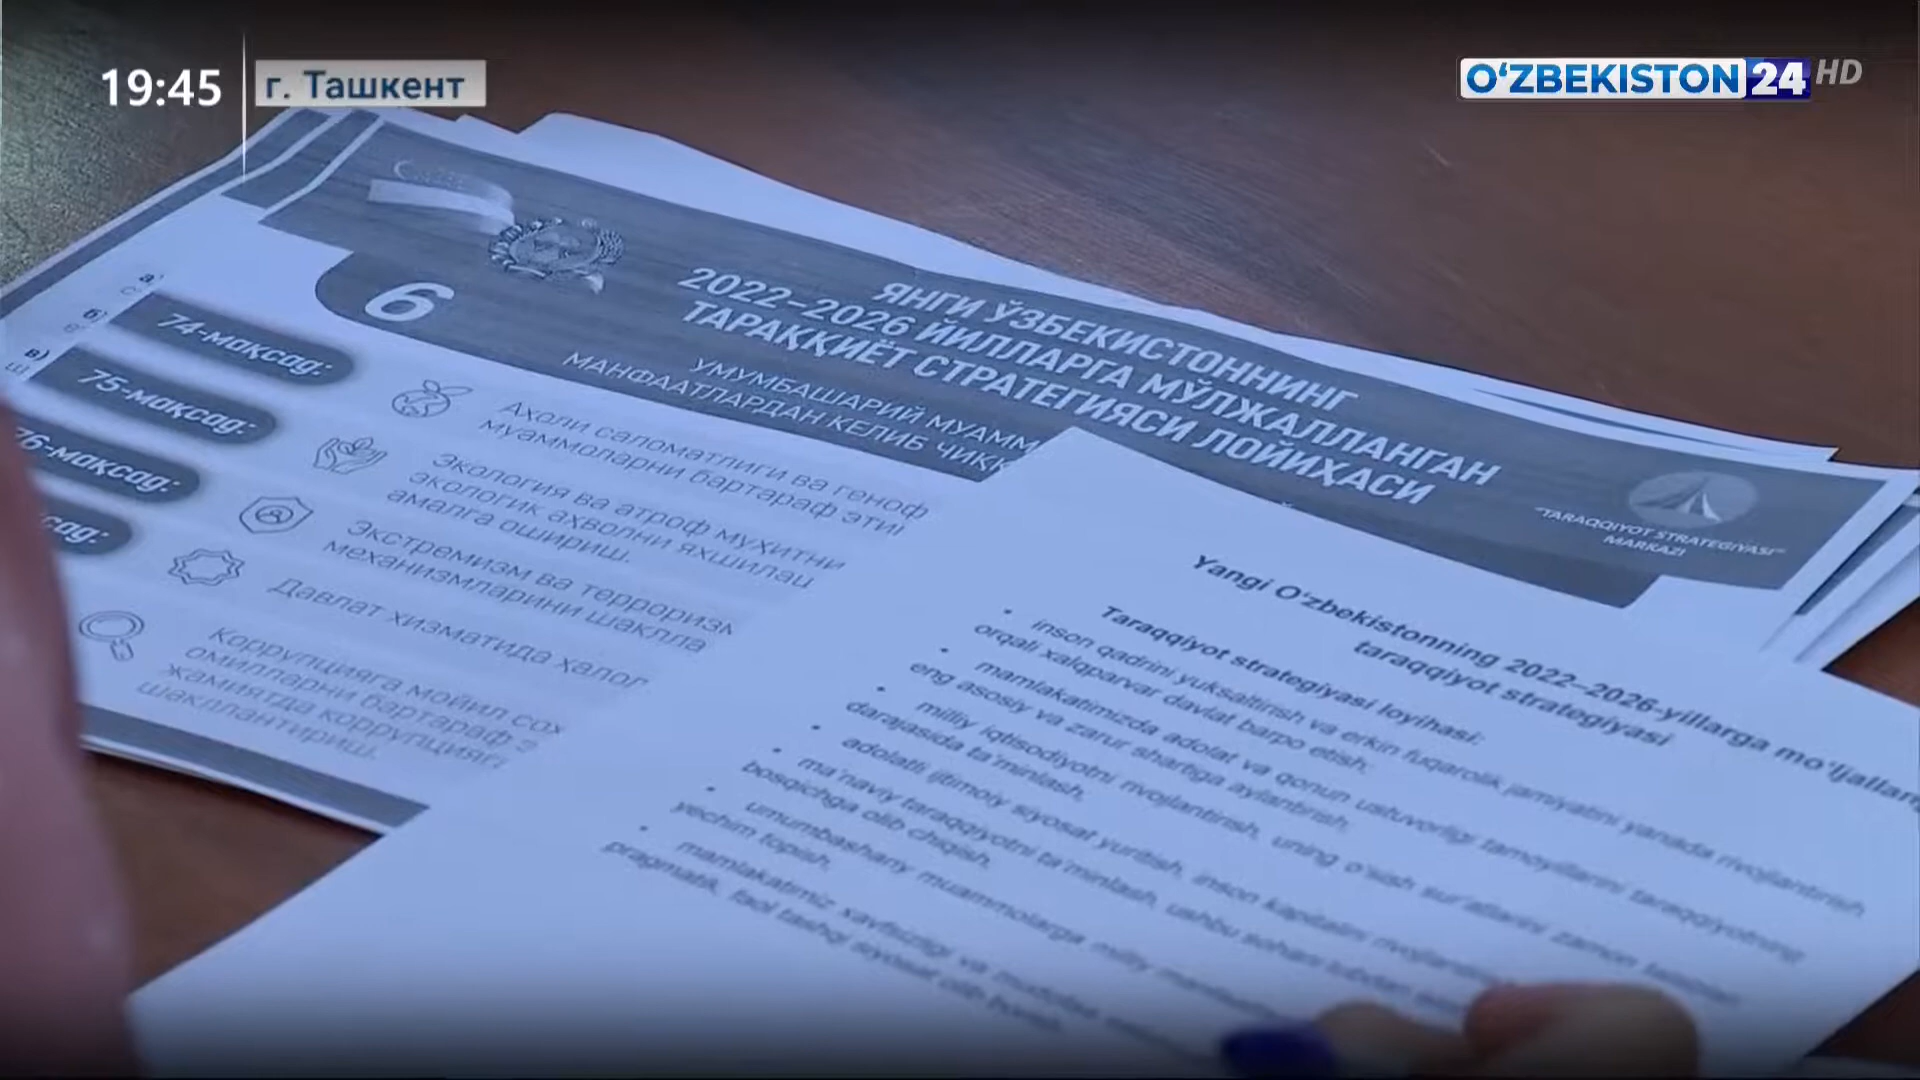 19:45
г. Ташкент
O‘ZBEKISTON 24 HD
6
ЯНГИ ЎЗБЕКИСТОННИНГ
2022–2026 ЙИЛЛАРГА МЎЛЖАЛЛАНГАН
ТАРАҚҚИЁТ СТРАТЕГИЯСИ ЛОЙИҲАСИ
УМУМБАШАРИЙ МУАММ
МАНФААТЛАРДАН КЕЛИБ ЧИҚҚ
"TARAQQIYOT STRATEGIYASI"
MARKAZI
а)
б)
в)
74-мақсад:
Аҳоли саломатлиги ва геноф
муаммоларни бартараф эти
75-мақсад:
Экология ва атроф муҳитни
экологик аҳволни яхшилаш
амалга ошириш.
76-мақсад:
Экстремизм ва терроризм
механизмларини шакллa
сад:
Давлат хизматида ҳалол
Коррупцияга мойил соҳ
омилларни бартараф э
жамиятда коррупцияг
шакллантириш.
Yangi O‘zbekistonning 2022–2026-yillarga mo‘ljallang
taraqqiyot strategiyasi
Taraqqiyot strategiyasi loyihasi:
• inson qadrini yuksaltirish va erkin fuqarolik jamiyatini yanada rivojlantirish
orqali xalqparvar davlat barpo etish.
• mamlakatimizda adolat va qonun ustuvorligi tamoyillarini taraqqiyotning
eng asosiy va zarur shartiga aylantirish.
• milliy iqtisodiyotni rivojlantirish, uning o‘sish sur’atlarini zamon talablari
darajasida ta’minlash.
• adolatli ijtimoiy siyosat yuritish, inson kapitalini rivojlantirish
• ma’naviy taraqqiyotni ta’minlash, ushbu sohani tubdan
bosqichga olib chiqish.
• umumbashariy muammolarga milliy manfaat
yechim topish.
• mamlakatimiz xavfsizligi va mudofaa
pragmatik, faol tashqi siyosat olib borish.